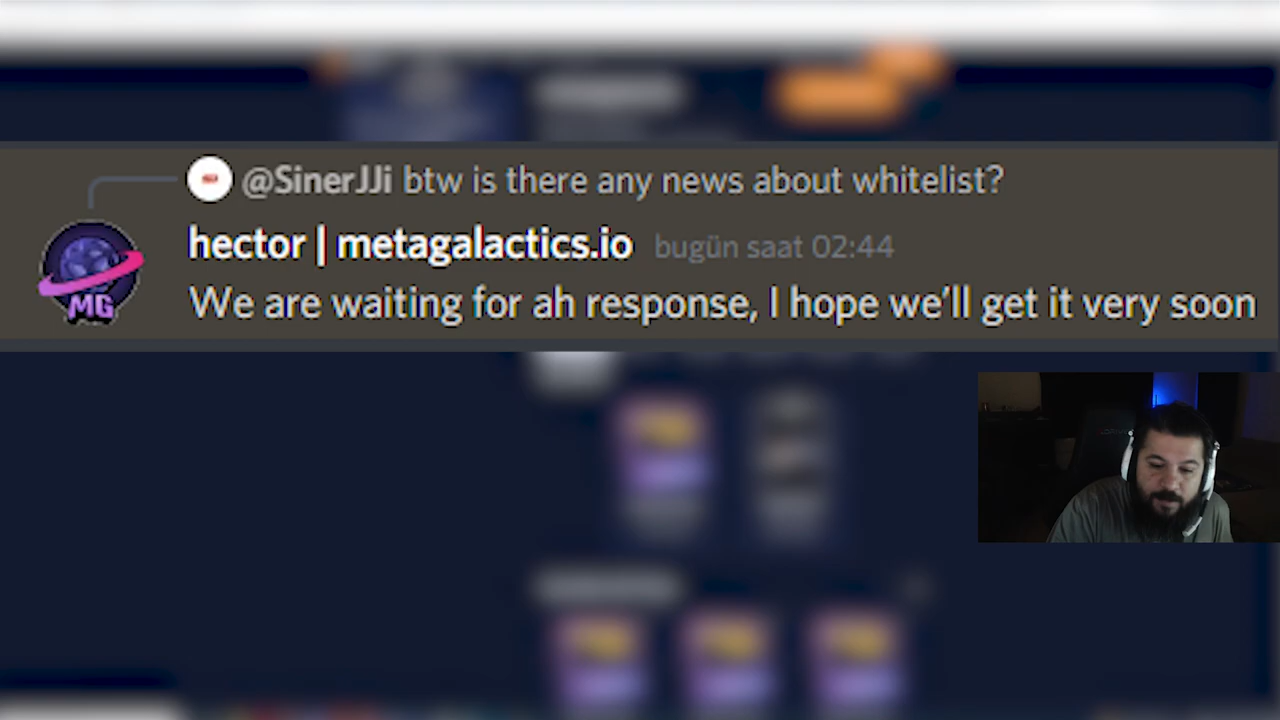 @SinerJJi btw is there any news about whitelist?
hector | metagalactics.io bugün saat 02:44
We are waiting for ah response, I hope we'll get it very soon
MG